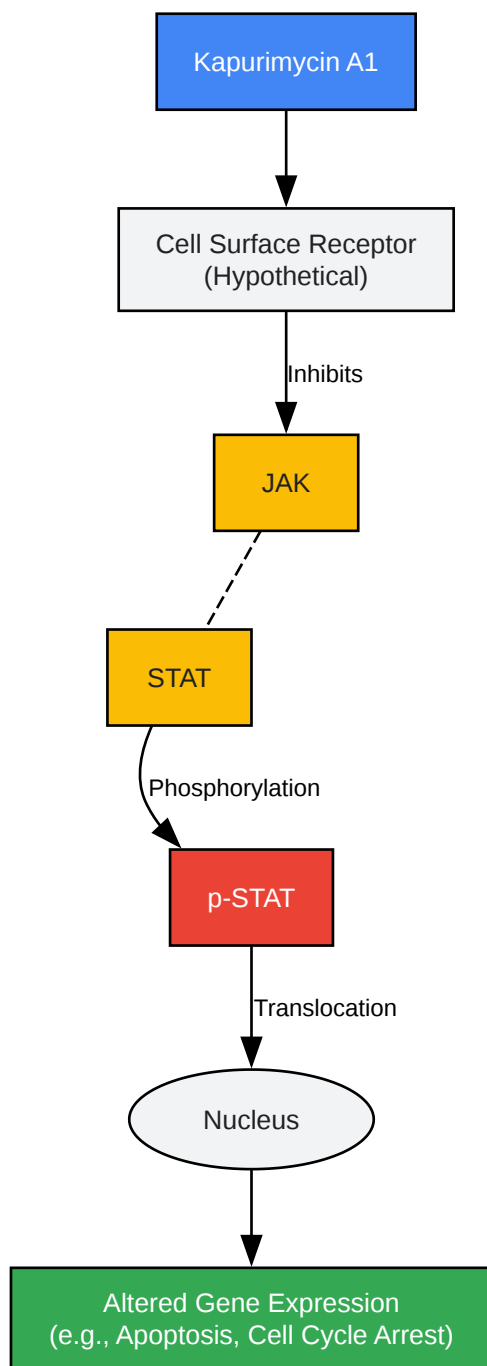 Kapurimycin A1
Cell Surface Receptor
(Hypothetical)
Inhibits
JAK
STAT
Phosphorylation
p-STAT
Translocation
Nucleus
Altered Gene Expression
(e.g., Apoptosis, Cell Cycle Arrest)